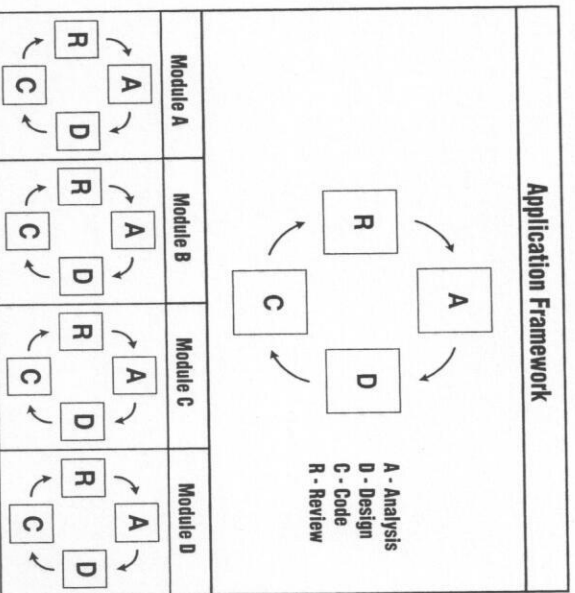 Application Framework
A
R
D
C
A - Analysis
D - Design
C - Code
R - Review
Module A
A
R
D
C
Module B
A
R
D
C
Module C
A
R
D
C
Module D
A
R
D
C